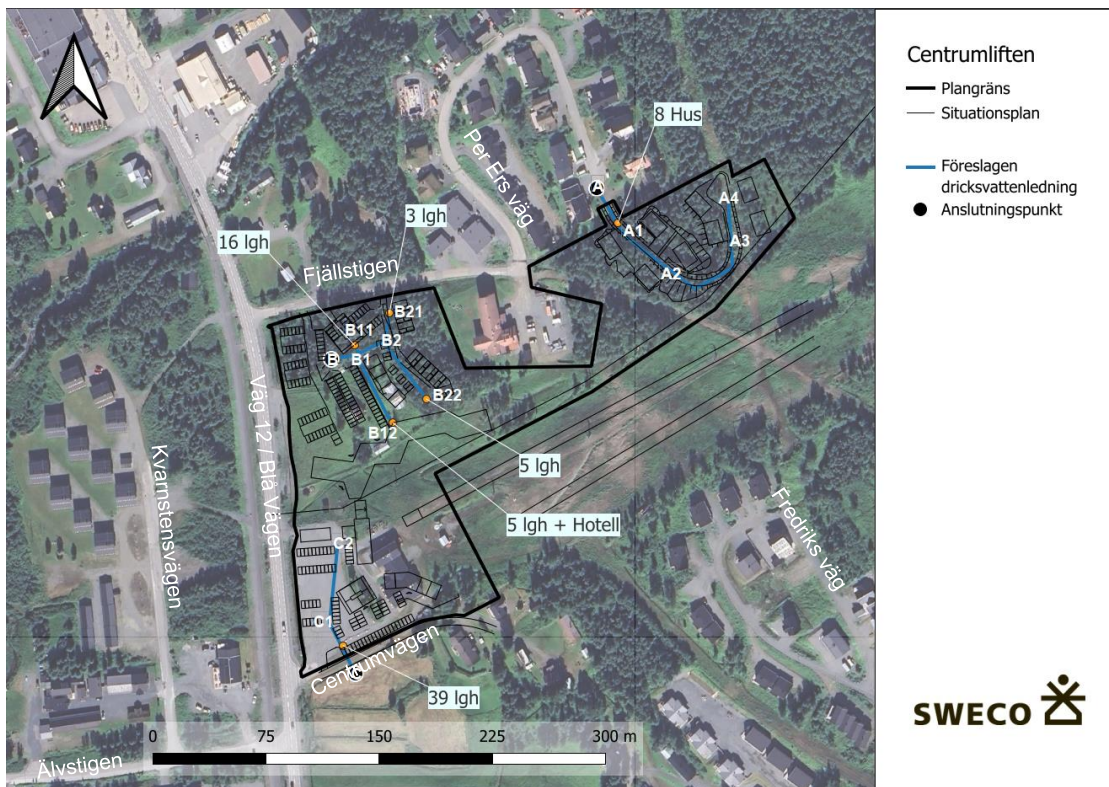 Centrumliften
Plangräns
Situationsplan
Föreslagen
dricksvattenledning
Anslutningspunkt
8 Hus
Per Ers väg
A
A1
A2
A3
A4
3 lgh
16 lgh
Fjällstigen
B21
B11
B2
B
B1
B22
B12
5 lgh
5 lgh + Hotell
Väg 12 / Blå Vägen
Kvarnstensvägen
Fredriks väg
C2
C1
C
Centrumvägen
39 lgh
Älvstigen
0 75 150 225 300 m
SWECO